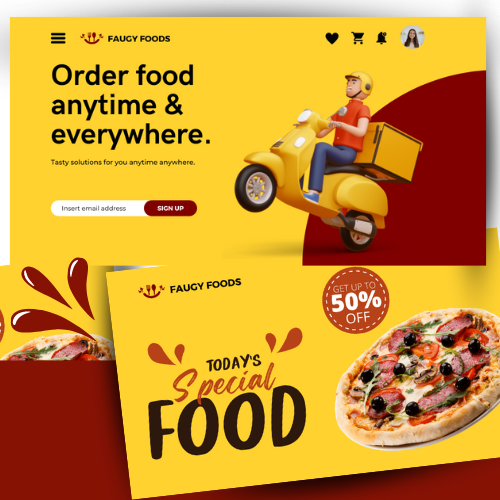 FAUGY FOODS
Order food
anytime &
everywhere.
Tasty solutions for you anytime anywhere.
Insert email address
SIGN UP
FAUGY FOODS
GET UP TO
50%
OFF
TODAY'S
Special
FOOD